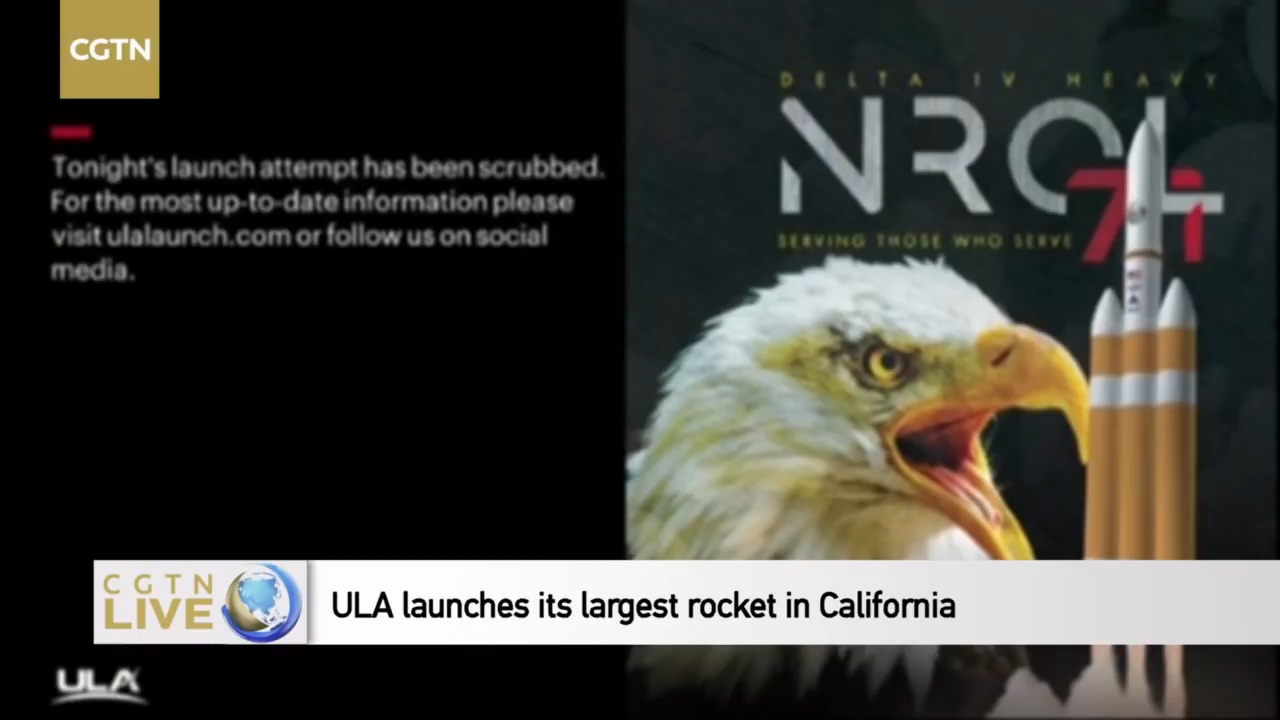 CGTN
Tonight's launch attempt has been scrubbed.
For the most up-to-date information please
visit ulalaunch.com or follow us on social
media.
DELTA IV HEAVY
NROL
71
SERVING THOSE WHO SERVE
CGTN
LIVE
ULA launches its largest rocket in California
ULA